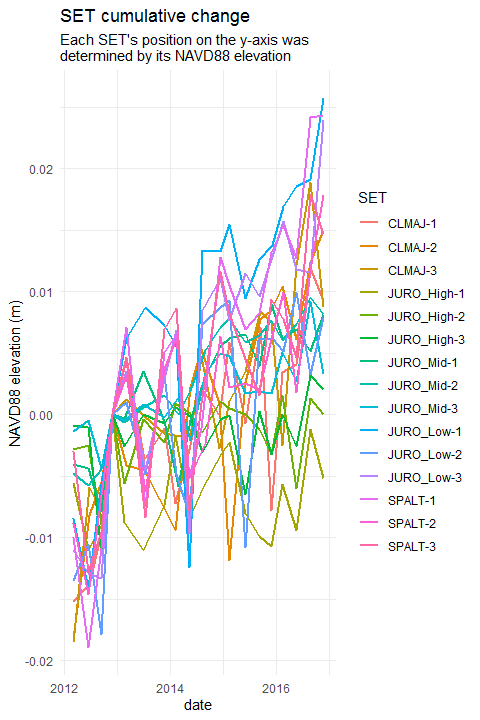 SET cumulative change
Each SET's position on the y-axis was
determined by its NAVD88 elevation
NAVD88 elevation (m)
0.02
0.01
0.00
-0.01
-0.02
2012
2014
2016
date
SET
CLMAJ-1
CLMAJ-2
CLMAJ-3
JURO_High-1
JURO_High-2
JURO_High-3
JURO_Mid-1
JURO_Mid-2
JURO_Mid-3
JURO_Low-1
JURO_Low-2
JURO_Low-3
SPALT-1
SPALT-2
SPALT-3